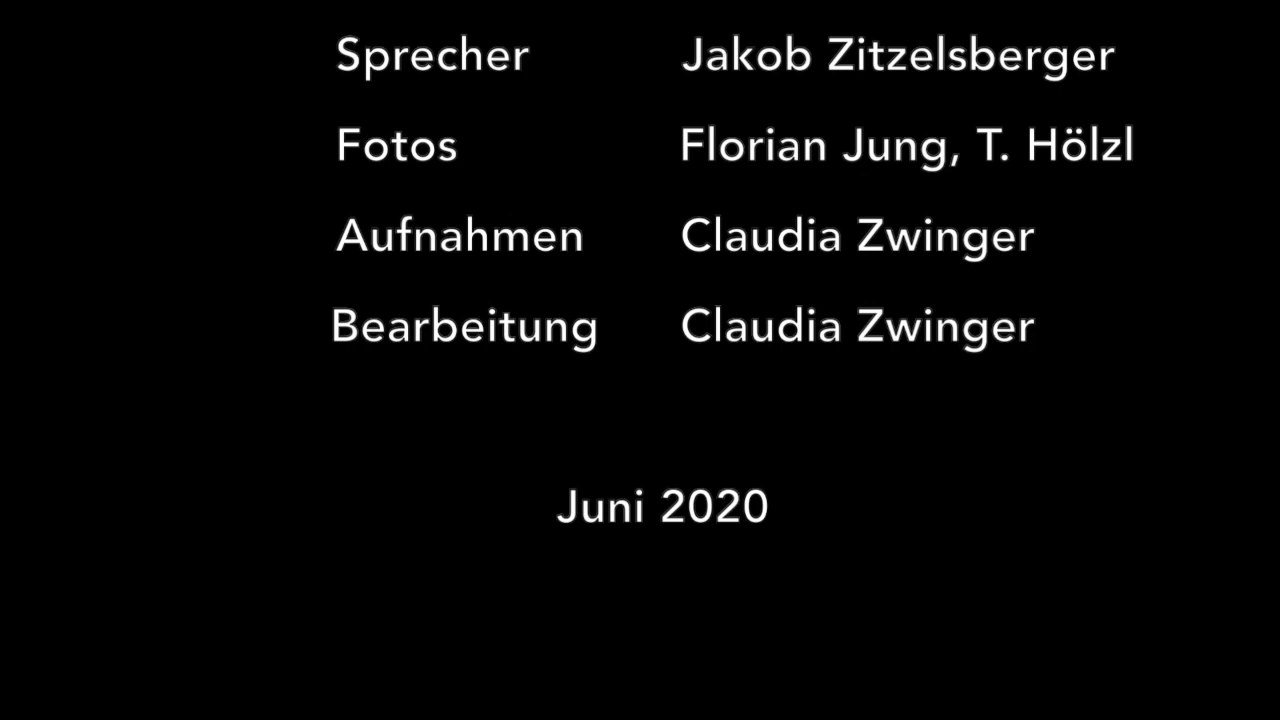 Sprecher Jakob Zitzelsberger
Fotos Florian Jung, T. Hölzl
Aufnahmen Claudia Zwinger
Bearbeitung Claudia Zwinger
Juni 2020